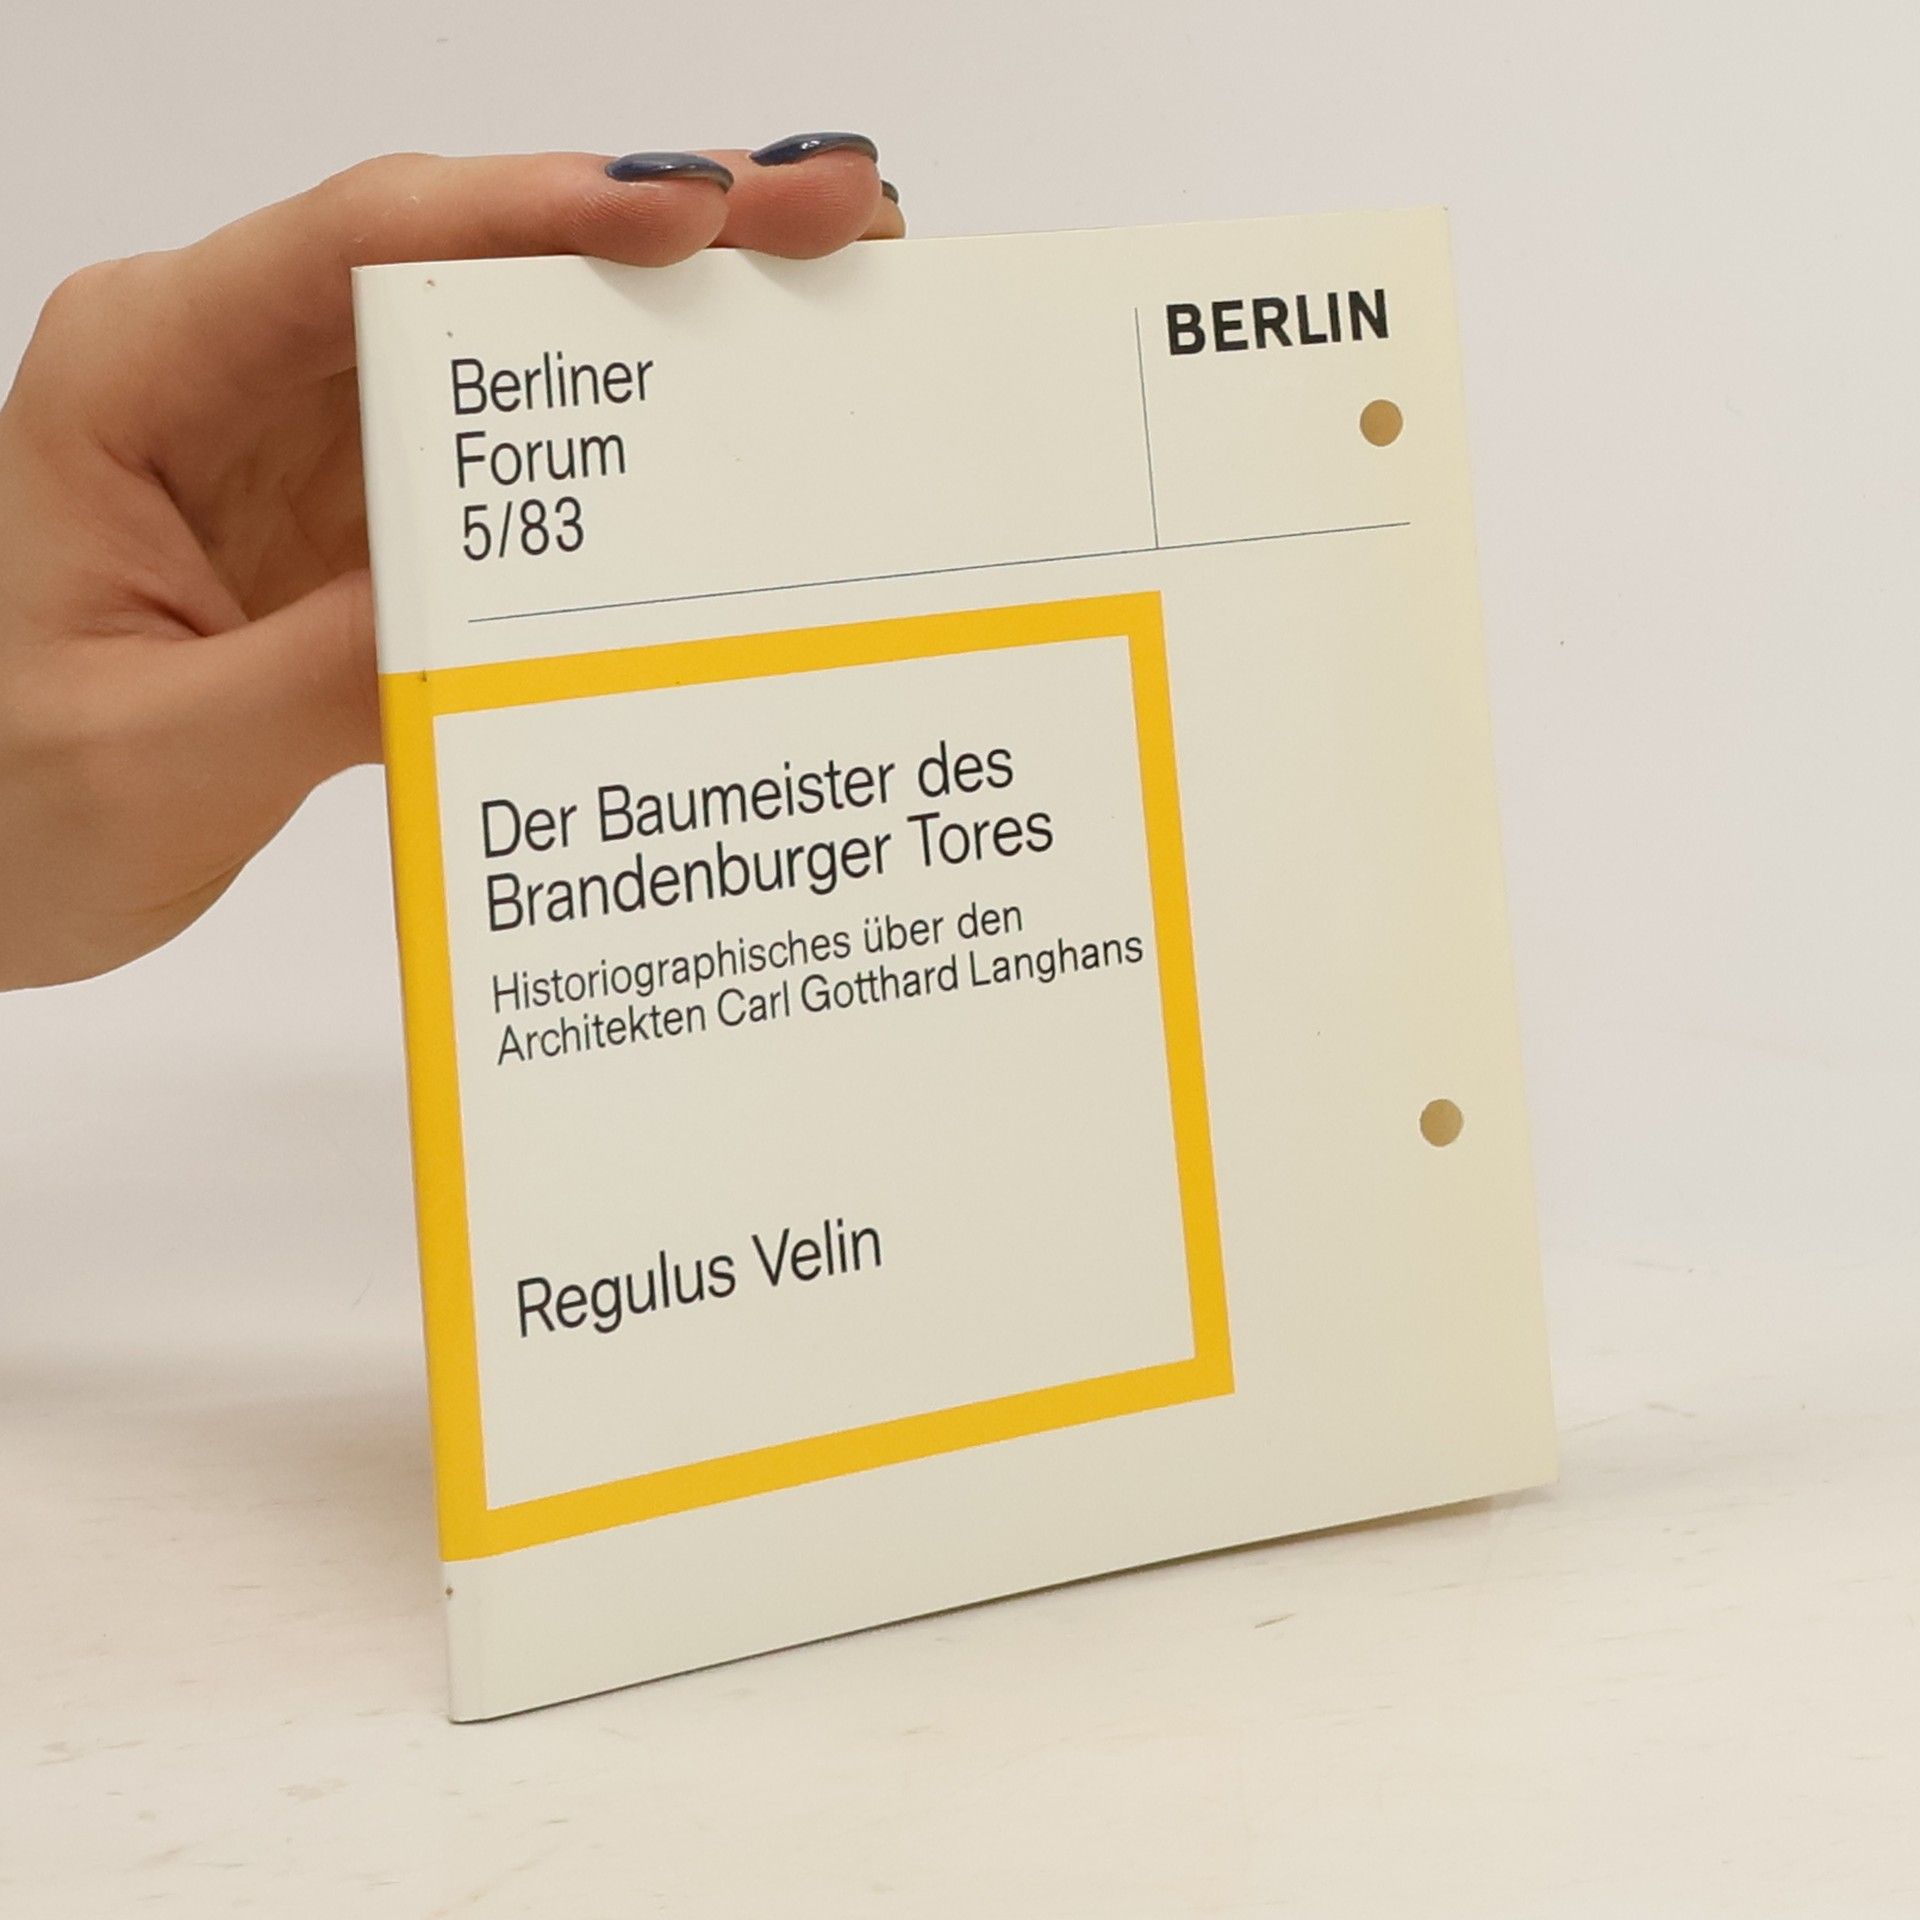 Berliner
Forum
5/83
BERLIN
Der Baumeister des
Brandenburger Tores
Historiographisches über den
Architekten Carl Gotthard Langhans
Regulus Velin